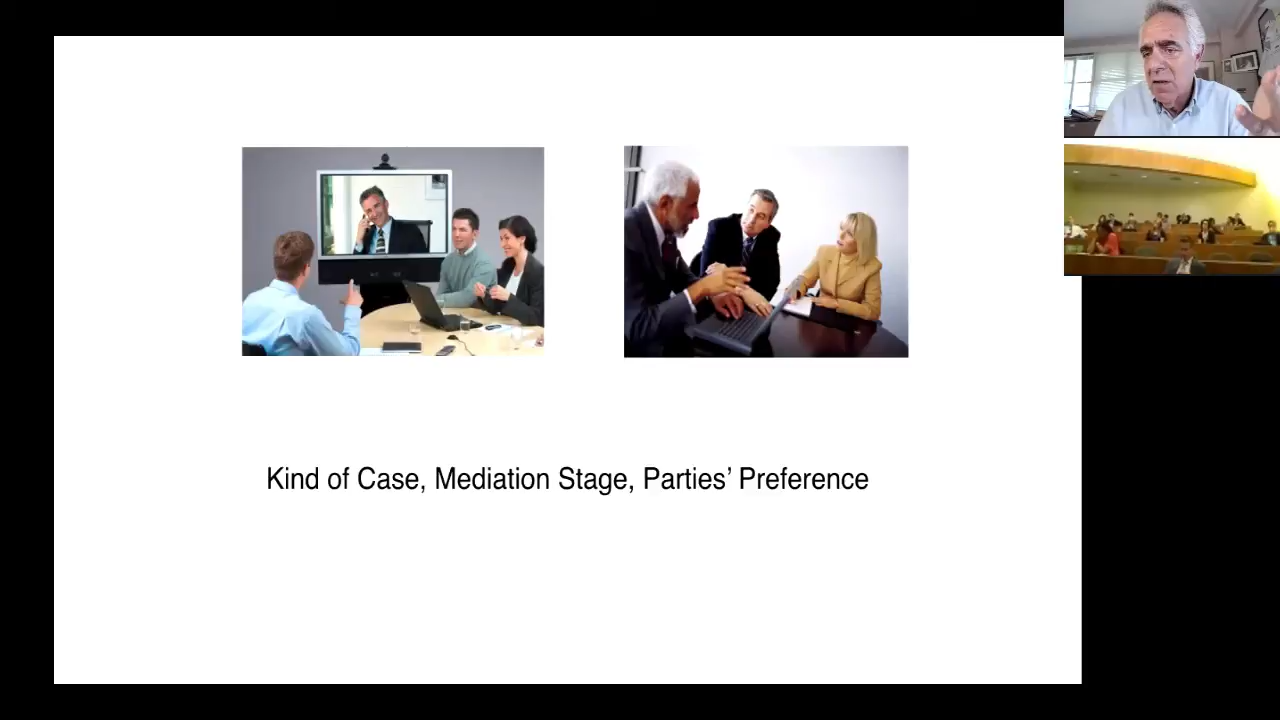 Kind of Case, Mediation Stage, Parties’ Preference